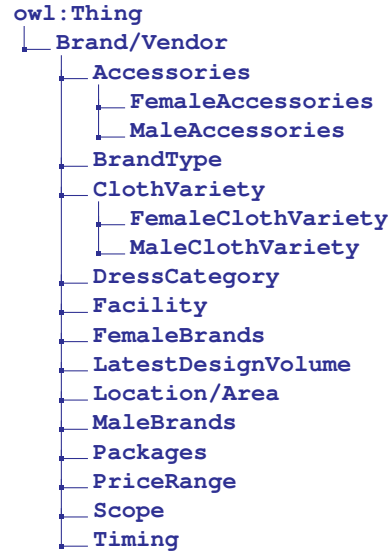 owl:Thing
Brand/Vendor
Accessories
FemaleAccessories
MaleAccessories
BrandType
ClothVariety
FemaleClothVariety
MaleClothVariety
DressCategory
Facility
FemaleBrands
LatestDesignVolume
Location/Area
MaleBrands
Packages
PriceRange
Scope
Timing